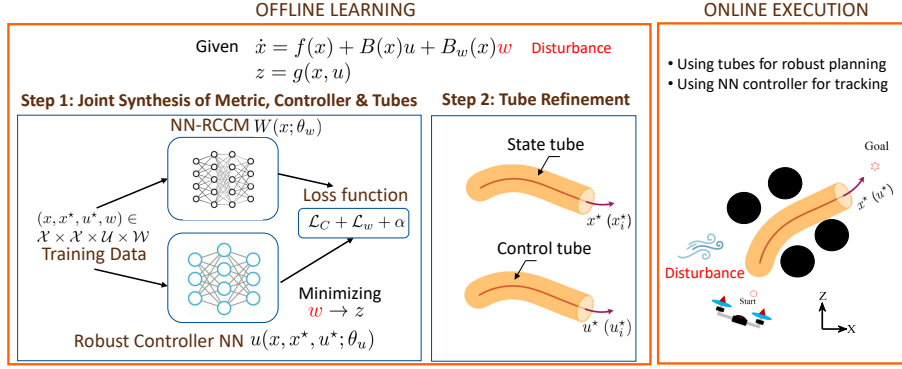 OFFLINE LEARNING
Given ẋ = f(x) + B(x)u + B_w(x)w Disturbance
z = g(x, u)
Step 1: Joint Synthesis of Metric, Controller & Tubes
NN-RCCM W(x; θ_w)
(x, x*, u*, w) ∈
𝒳 × 𝒳 × 𝒰 × 𝒲
Training Data
Loss function
ℒ_C + ℒ_w + α
Minimizing
w → z
Robust Controller NN u(x, x*, u*; θ_u)
Step 2: Tube Refinement
State tube
x* (x*_i)
Control tube
u* (u*_i)
ONLINE EXECUTION
• Using tubes for robust planning
• Using NN controller for tracking
Goal
x* (u*)
Disturbance
Start
Z
X